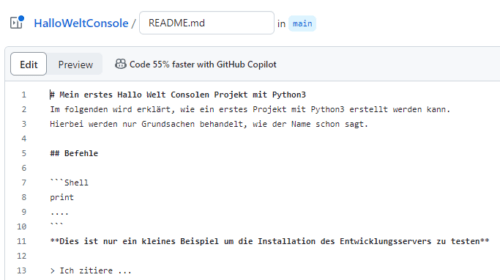 HalloWeltConsole / README.md in main
Edit Preview Code 55% faster with GitHub Copilot
1 # Mein erstes Hallo Welt Consolen Projekt mit Python3
2 Im folgenden wird erklärt, wie ein erstes Projekt mit Python3 erstellt werden kann.
3 Hierbei werden nur Grundsachen behandelt, wie der Name schon sagt.
4
5 ## Befehle
6
7 ```Shell
8 print
9 ....
10 ```
11 **Dies ist nur ein kleines Beispiel um die Installation des Entwicklungsservers zu testen**
12
13 > Ich zitiere ...